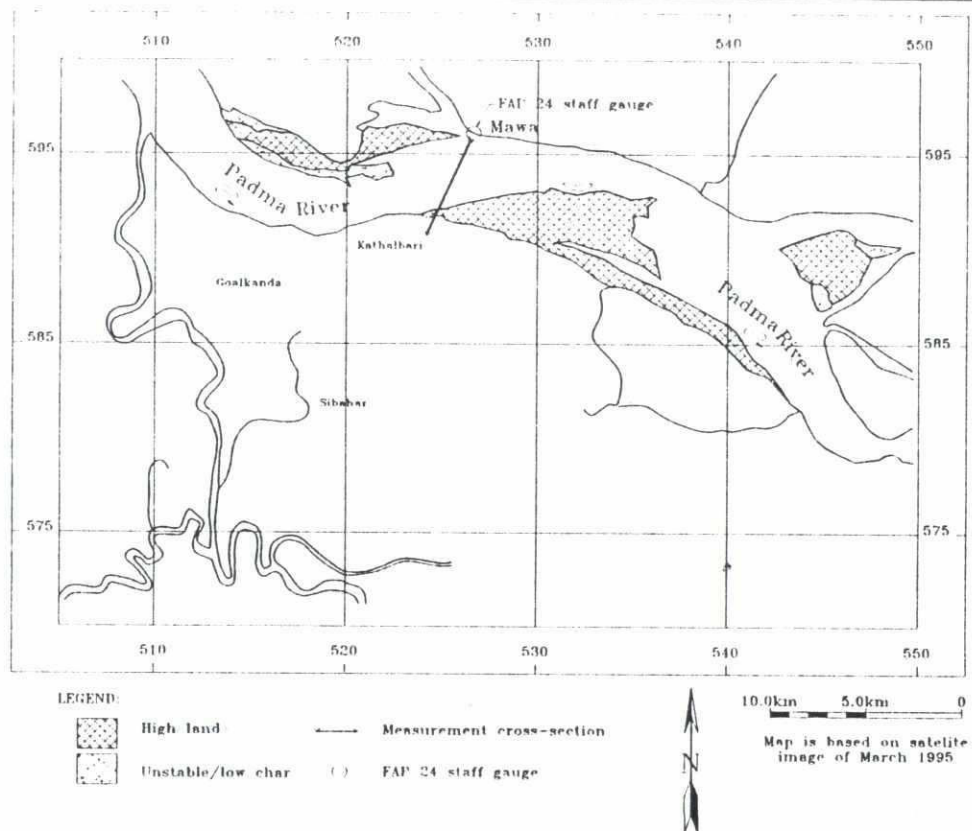 510 520 530 540 550
FAP 24 staff gauge
Mawa
595 595
Padma River
Kathalbari
Goalkanda
Padma River
585 585
Sibahar
575 575
510 520 530 540 550
LEGEND:
High land
Measurement cross-section
Unstable/low char
FAP 24 staff gauge
N
10.0km 5.0km 0
Map is based on satelite
image of March 1995